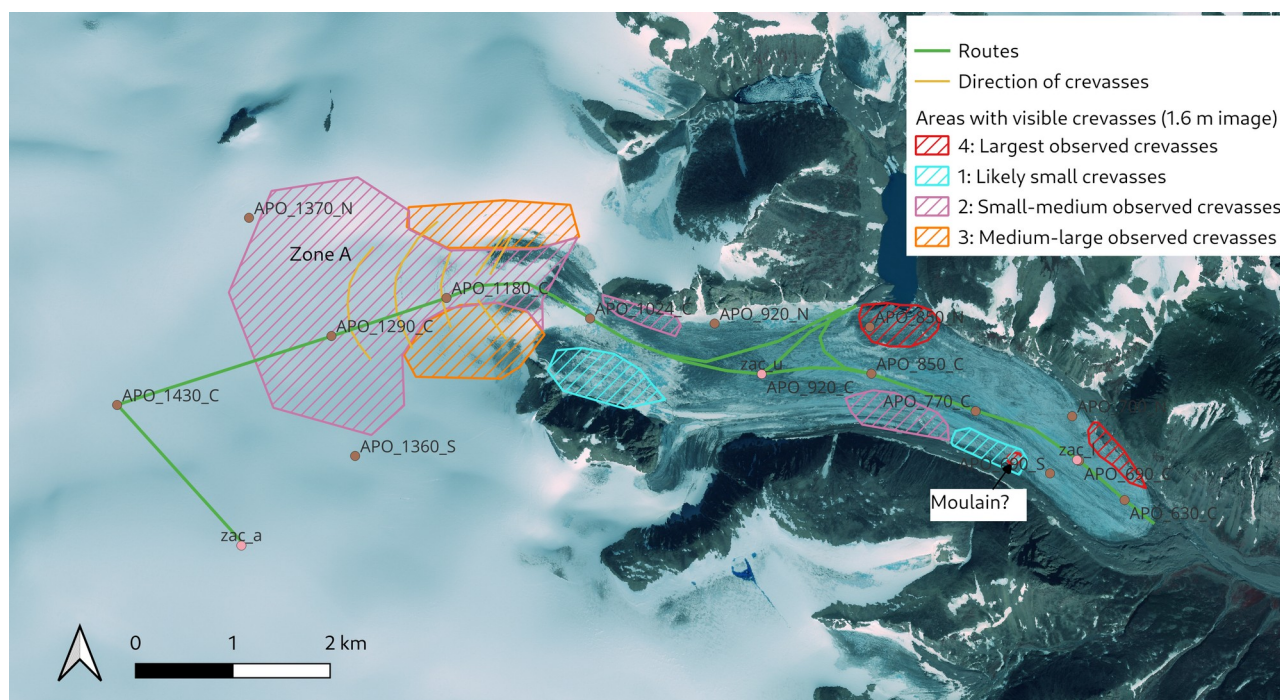 Routes
Direction of crevasses
Areas with visible crevasses (1.6 m image)
4: Largest observed crevasses
1: Likely small crevasses
2: Small-medium observed crevasses
3: Medium-large observed crevasses
APO_1370_N
Zone A
APO_1180_C
APO_1290_C
APO_1024_C
APO_920_N
APO_850_N
zac_u
APO_850_C
APO_920_C
APO_770_C
APO_1430_C
APO_1360_S
zac_l
APO_690_S
APO_690_C
Moulain?
APO_630_C
zac_a
0 1 2 km